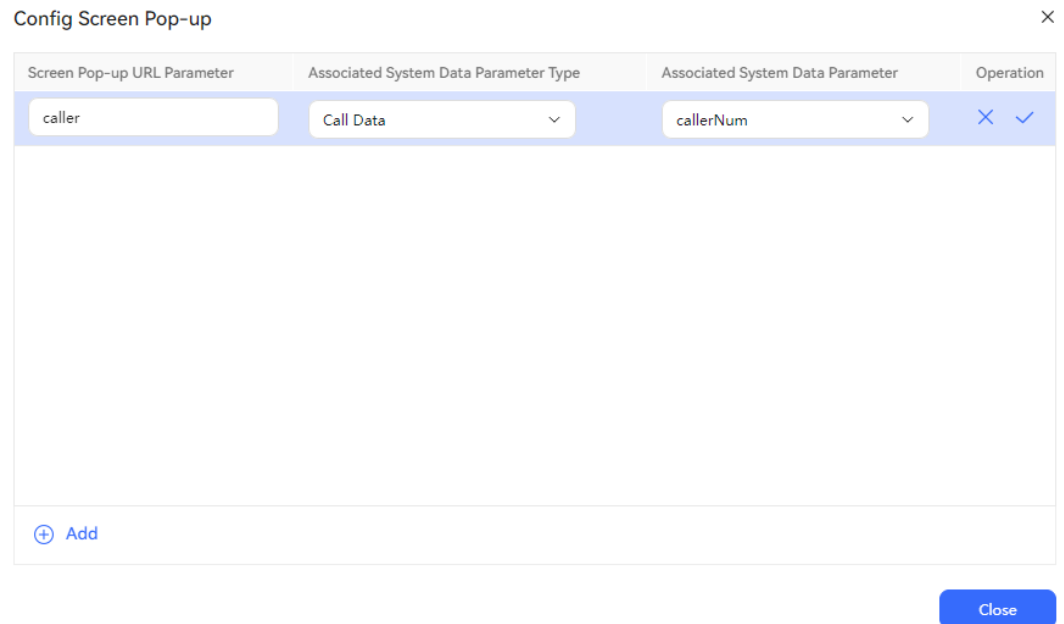 Config Screen Pop-up
Screen Pop-up URL Parameter Associated System Data Parameter Type Associated System Data Parameter Operation
caller Call Data callerNum
Add
Close